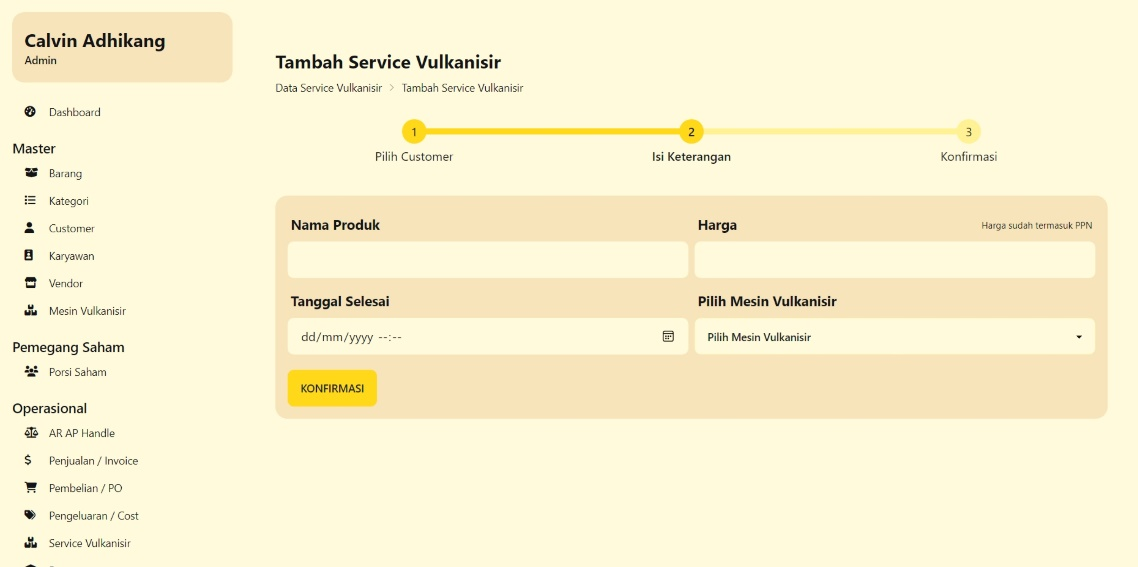 Calvin Adhikang
Admin
Dashboard
Master
Barang
Kategori
Customer
Karyawan
Vendor
Mesin Vulkanisir
Pemegang Saham
Porsi Saham
Operasional
AR AP Handle
Penjualan / Invoice
Pembelian / PO
Pengeluaran / Cost
Service Vulkanisir
Tambah Service Vulkanisir
Data Service Vulkanisir > Tambah Service Vulkanisir
1 2 3
Pilih Customer Isi Keterangan Konfirmasi
Nama Produk
Harga Harga sudah termasuk PPN
Tanggal Selesai
dd/mm/yyyy --:--
Pilih Mesin Vulkanisir
Pilih Mesin Vulkanisir
KONFIRMASI